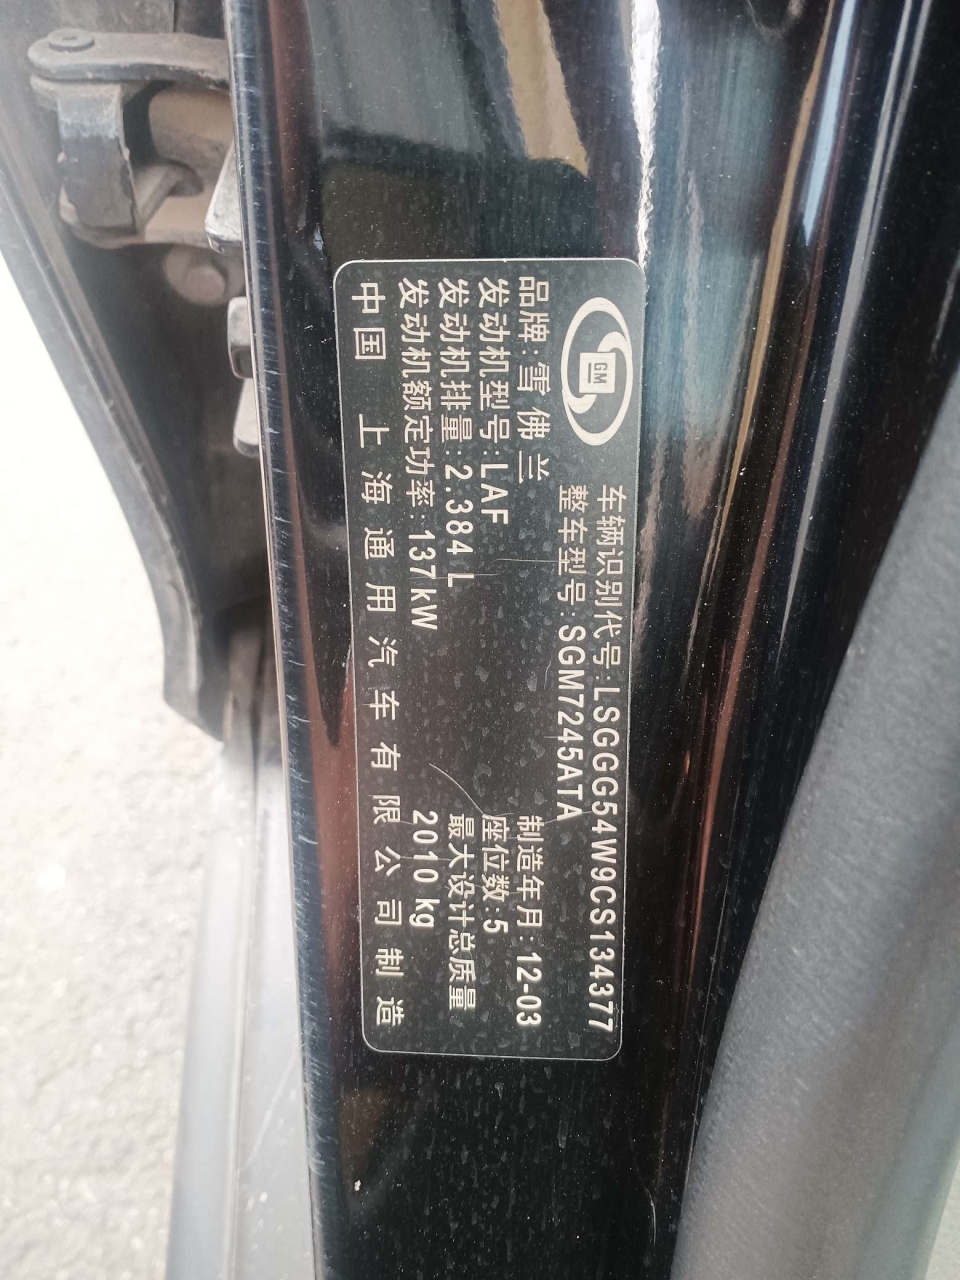 GM
车辆识别代号:LSGGG54W9CS134377
整车型号:SGM7245ATA
品牌:雪佛兰
制造年月:12-03
发动机型号:LAF
座位数:5
发动机排量:2.384L
最大设计总质量
发动机额定功率:137kW
2010kg
中国 上海通用汽车有限公司制造